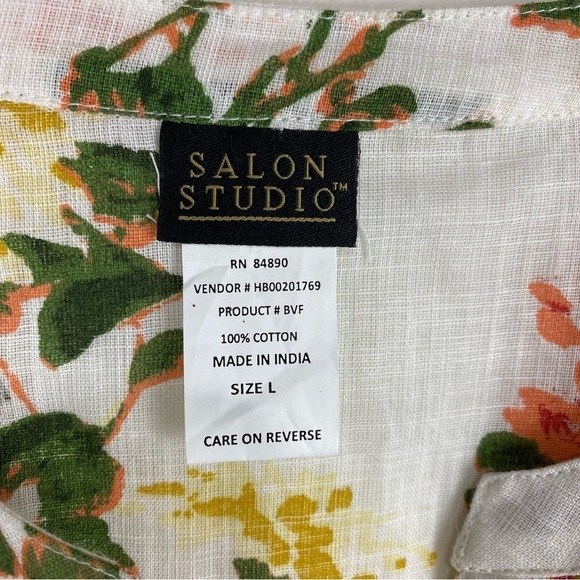 SALON
STUDIO™
RN 84890
VENDOR # HB00201769
PRODUCT # BVF
100% COTTON
MADE IN INDIA
SIZE L
CARE ON REVERSE